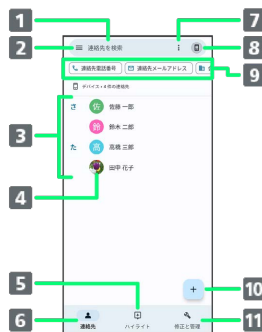 1
7
2
連絡先を検索
8
連絡先電話番号
連絡先メールアドレス
9
デバイス・4 件の連絡先
3
さ
佐
佐藤 一郎
鈴
鈴木 二郎
た
高
高橋 三郎
田中 花子
4
10
5
6
連絡先
ハイライト
修正と管理
11